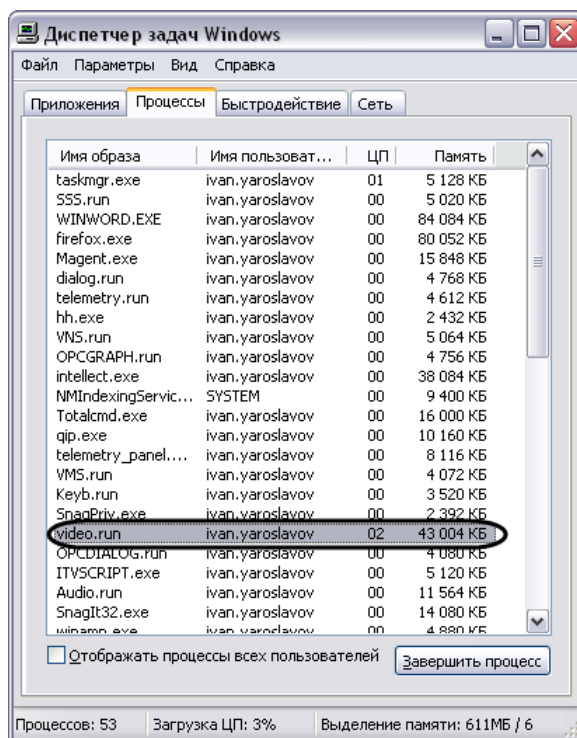 Диспетчер задач Windows
Файл Параметры Вид Справка
Приложения Процессы Быстродействие Сеть
Имя образа Имя пользоват... ЦП Память
taskmgr.exe ivan.yaroslavov 01 5 128 КБ
SSS.run ivan.yaroslavov 00 5 020 КБ
WINWORD.EXE ivan.yaroslavov 00 84 084 КБ
firefox.exe ivan.yaroslavov 00 80 052 КБ
Magent.exe ivan.yaroslavov 00 15 848 КБ
dialog.run ivan.yaroslavov 00 4 768 КБ
telemetry.run ivan.yaroslavov 00 4 612 КБ
hh.exe ivan.yaroslavov 00 2 432 КБ
VNS.run ivan.yaroslavov 00 5 064 КБ
OPCGRAPH.run ivan.yaroslavov 00 4 756 КБ
intellect.exe ivan.yaroslavov 00 38 084 КБ
NMIndexingServic... SYSTEM 00 9 400 КБ
Totalcmd.exe ivan.yaroslavov 00 16 000 КБ
qip.exe ivan.yaroslavov 00 10 160 КБ
telemetry_panel.... ivan.yaroslavov 00 8 116 КБ
VMS.run ivan.yaroslavov 00 4 072 КБ
Keyb.run ivan.yaroslavov 00 3 520 КБ
SnagPriv.exe ivan.yaroslavov 00 2 392 КБ
video.run ivan.yaroslavov 02 43 004 КБ
OPCDIALOG.run ivan.yaroslavov 00 4 080 КБ
ITVSCRIPT.exe ivan.yaroslavov 00 5 120 КБ
Audio.run ivan.yaroslavov 00 11 564 КБ
SnagIt32.exe ivan.yaroslavov 00 14 080 КБ
winamp.exe ivan.yaroslavov 00 4 880 КБ
Отображать процессы всех пользователей Завершить процесс
Процессов: 53 Загрузка ЦП: 3% Выделение памяти: 611МБ / 6